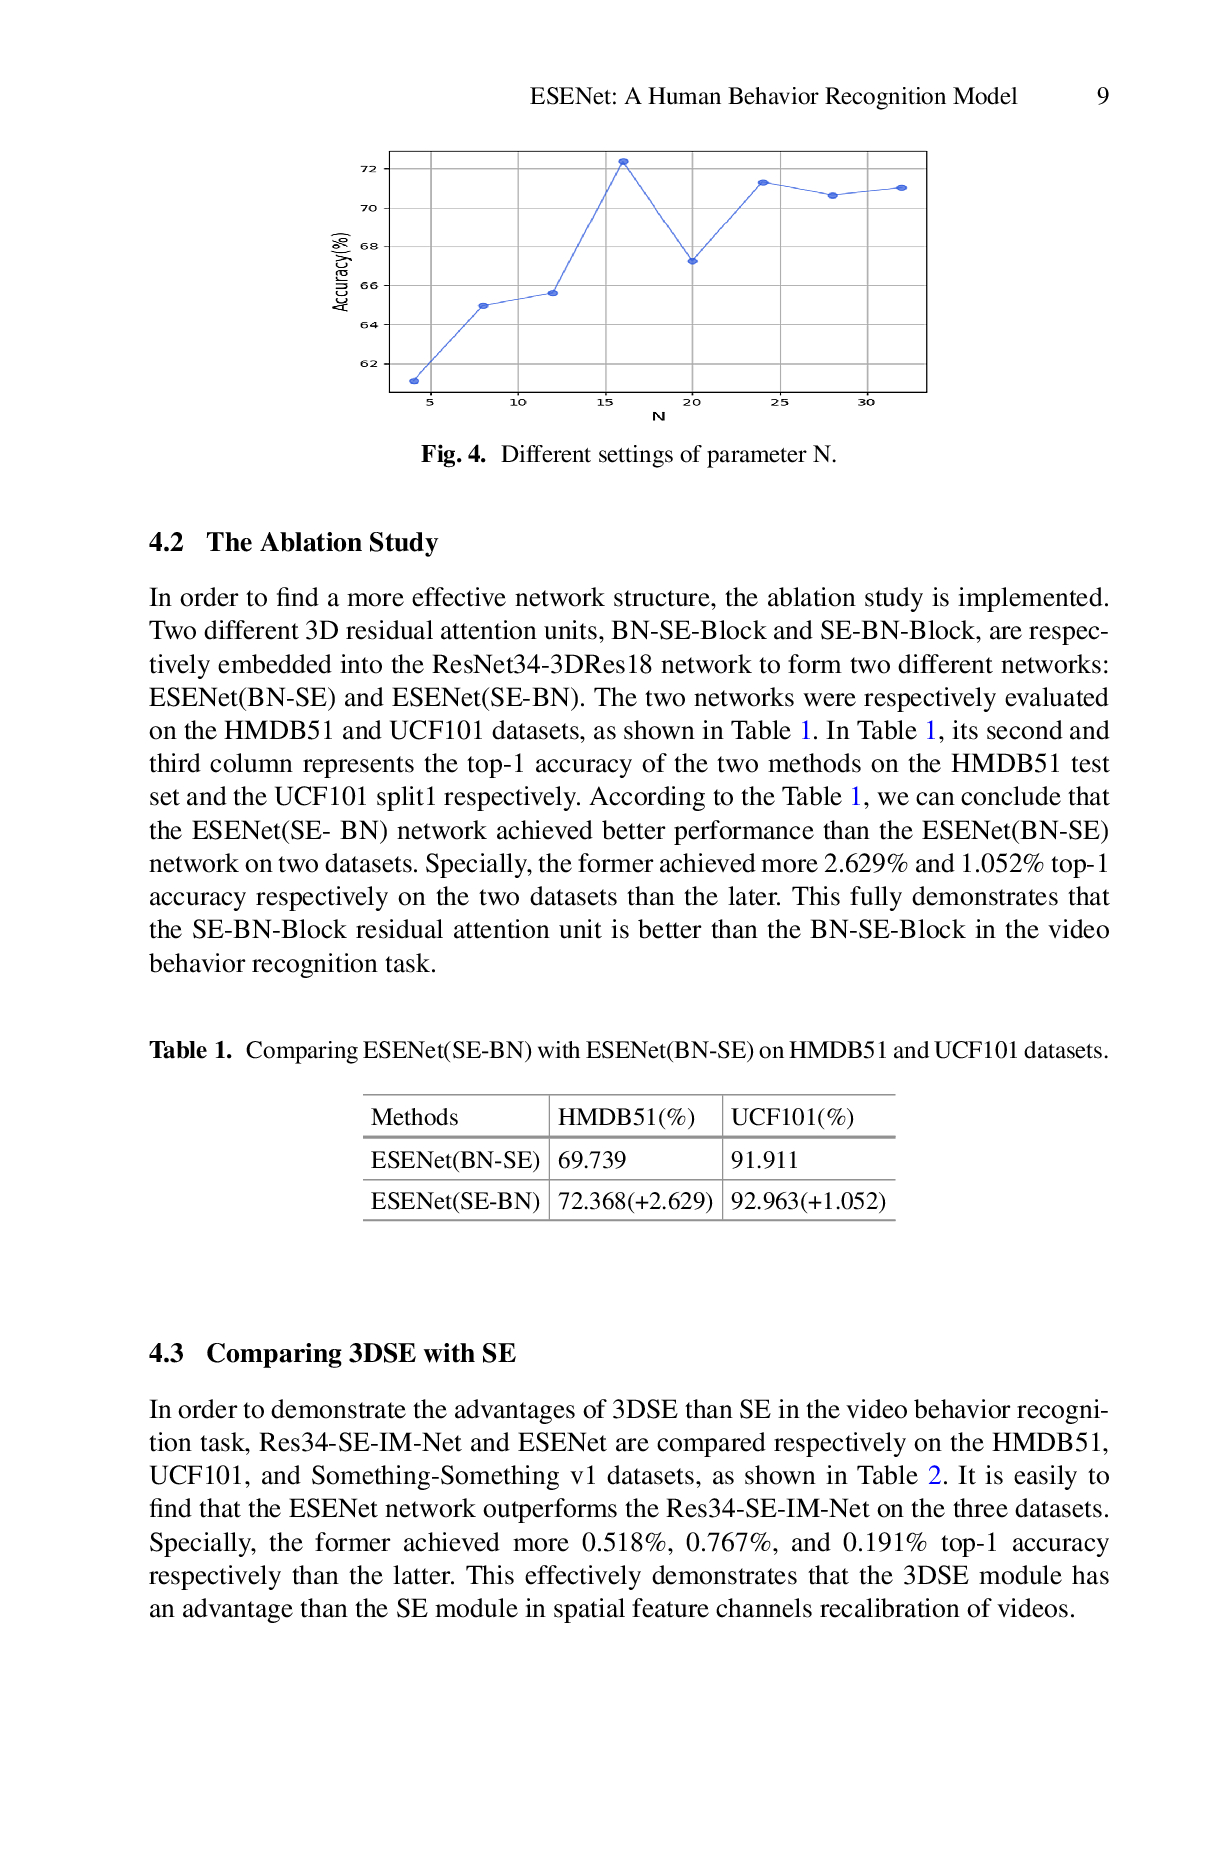 ESENet: A Human Behavior Recognition Model 9
72
70
68
66
64
62
Accuracy(%)
5 10 15 20 25 30
N
Fig. 4. Different settings of parameter N.
4.2 The Ablation Study
In order to find a more effective network structure, the ablation study is implemented.
Two different 3D residual attention units, BN-SE-Block and SE-BN-Block, are respec-
tively embedded into the ResNet34-3DRes18 network to form two different networks:
ESENet(BN-SE) and ESENet(SE-BN). The two networks were respectively evaluated
on the HMDB51 and UCF101 datasets, as shown in Table 1. In Table 1, its second and
third column represents the top-1 accuracy of the two methods on the HMDB51 test
set and the UCF101 split1 respectively. According to the Table 1, we can conclude that
the ESENet(SE- BN) network achieved better performance than the ESENet(BN-SE)
network on two datasets. Specially, the former achieved more 2.629% and 1.052% top-1
accuracy respectively on the two datasets than the later. This fully demonstrates that
the SE-BN-Block residual attention unit is better than the BN-SE-Block in the video
behavior recognition task.
Table 1. Comparing ESENet(SE-BN) with ESENet(BN-SE) on HMDB51 and UCF101 datasets.
Methods HMDB51(%) UCF101(%)
ESENet(BN-SE) 69.739 91.911
ESENet(SE-BN) 72.368(+2.629) 92.963(+1.052)
4.3 Comparing 3DSE with SE
In order to demonstrate the advantages of 3DSE than SE in the video behavior recogni-
tion task, Res34-SE-IM-Net and ESENet are compared respectively on the HMDB51,
UCF101, and Something-Something v1 datasets, as shown in Table 2. It is easily to
find that the ESENet network outperforms the Res34-SE-IM-Net on the three datasets.
Specially, the former achieved more 0.518%, 0.767%, and 0.191% top-1 accuracy
respectively than the latter. This effectively demonstrates that the 3DSE module has
an advantage than the SE module in spatial feature channels recalibration of videos.